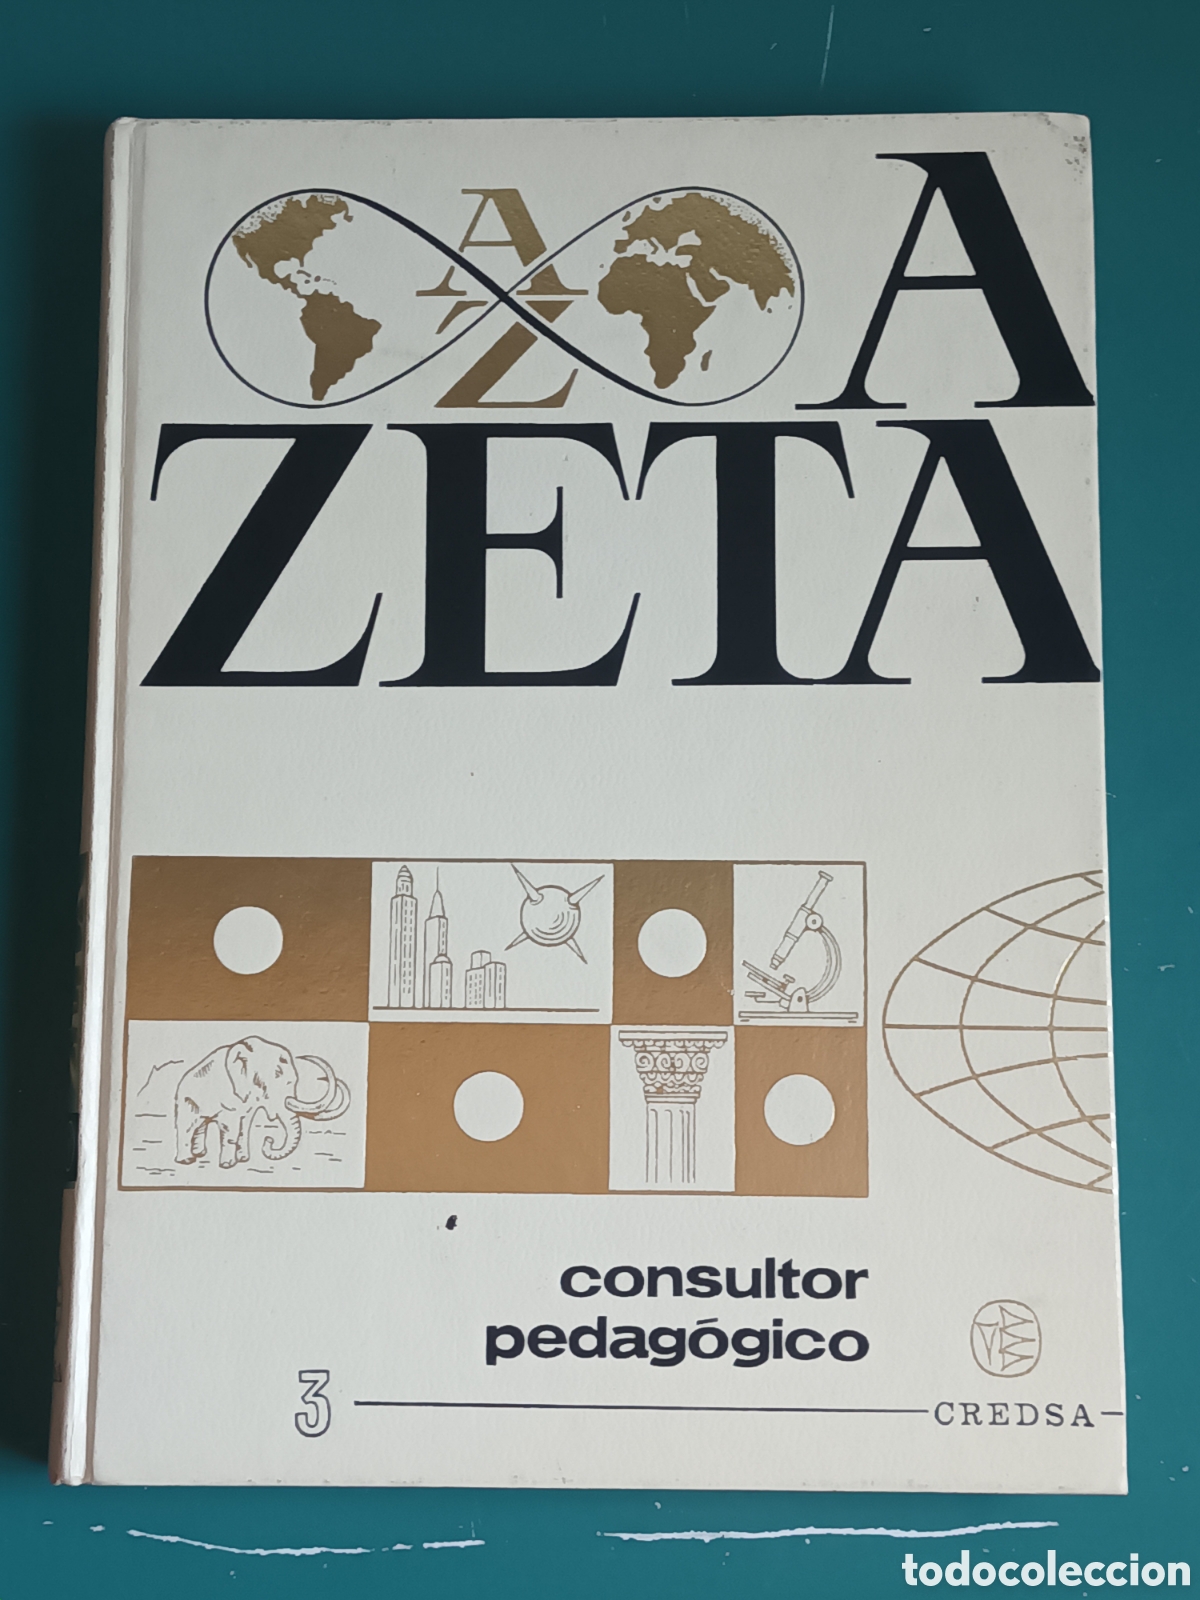 A
Z
A
ZETA
consultor
pedagógico
3
CREDSA
todocoleccion